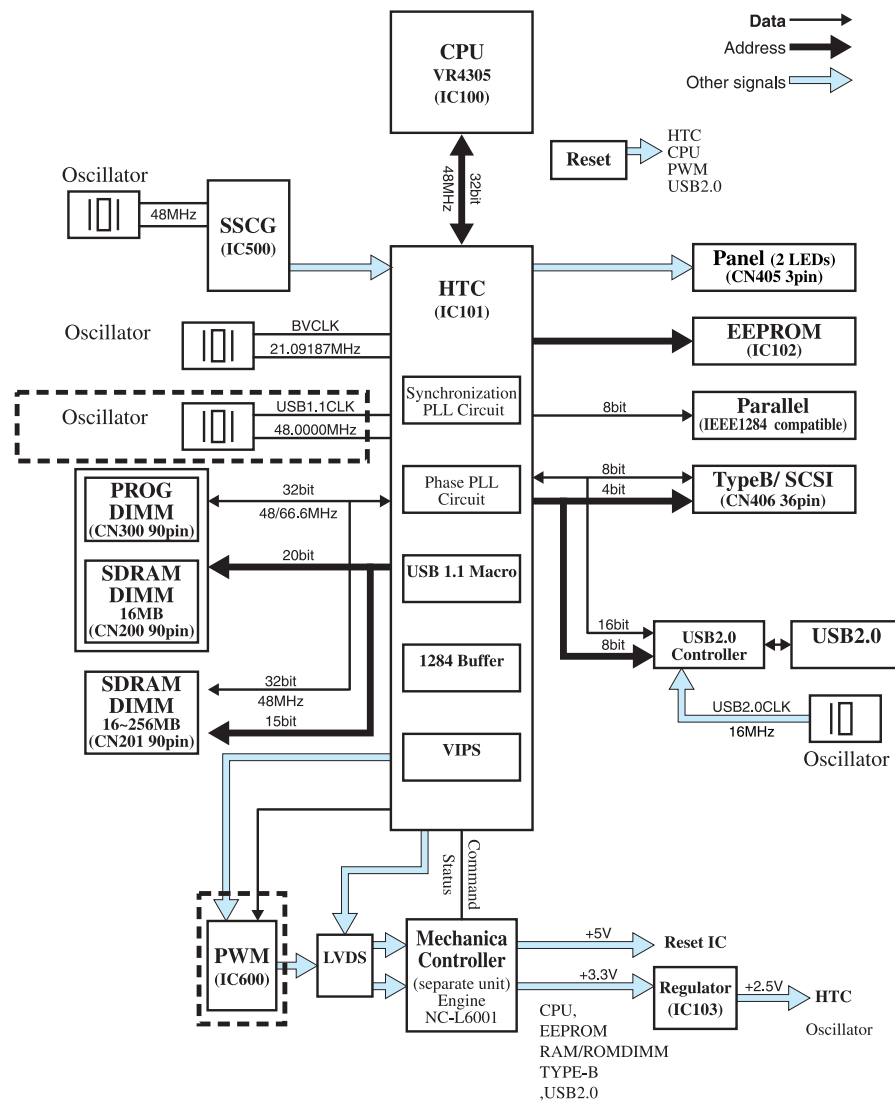 CPU
VR4305
(IC100)
Data
Address
Other signals
Reset
HTC
CPU
PWM
USB2.0
32bit
48MHz
Oscillator
48MHz
SSCG
(IC500)
HTC
(IC101)
Panel (2 LEDs)
(CN405 3pin)
Oscillator
BVCLK
21.09187MHz
EEPROM
(IC102)
Oscillator
USB1.1CLK
48.0000MHz
Synchronization
PLL Circuit
8bit
Parallel
(IEEE1284 compatible)
PROG
DIMM
(CN300 90pin)
32bit
48/66.6MHz
Phase PLL
Circuit
8bit
4bit
TypeB/ SCSI
(CN406 36pin)
SDRAM
DIMM
16MB
(CN200 90pin)
20bit
USB 1.1 Macro
16bit
8bit
USB2.0
Controller
USB2.0
1284 Buffer
SDRAM
DIMM
16~256MB
(CN201 90pin)
32bit
48MHz
15bit
USB2.0CLK
16MHz
Oscillator
VIPS
Status
Command
PWM
(IC600)
LVDS
Mechanica
Controller
(separate unit)
Engine
NC-L6001
+5V
Reset IC
+3.3V
Regulator
(IC103)
+2.5V
HTC
Oscillator
CPU,
EEPROM
RAM/ROMDIMM
TYPE-B
,USB2.0